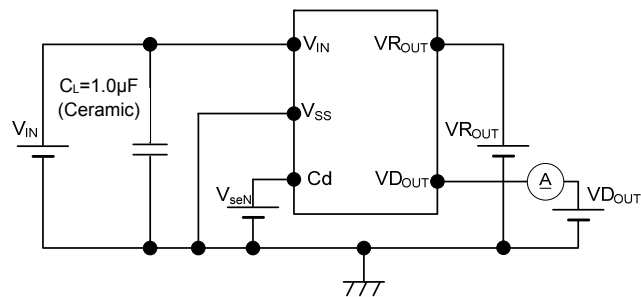 V_IN
VR_OUT
C_L=1.0µF
(Ceramic)
V_SS
V_IN
VR_OUT
Cd
VD_OUT
A
V_seN
VD_OUT